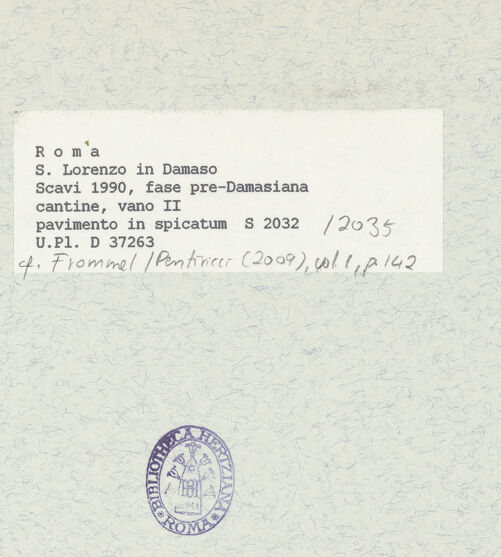 R o m a
S. Lorenzo in Damaso
Scavi 1990, fase pre-Damasiana
cantine, vano II
pavimento in spicatum S 2032 /2035
U.Pl. D 37263
cf. Frommel/Pentiricci (2009), vol. 1, p 142
BIBLIOTHECA HERTZIANA
* ROMA *